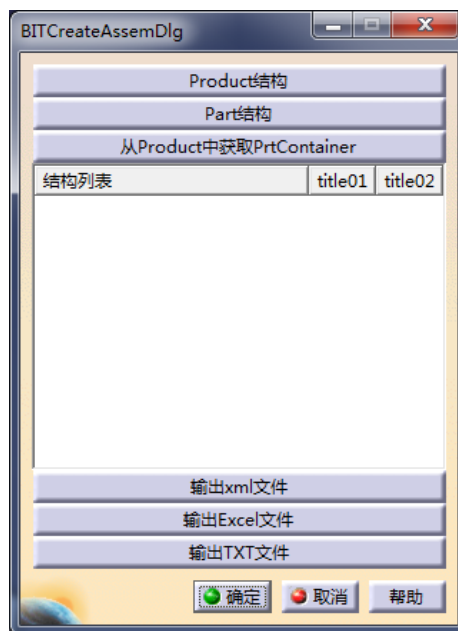 BITCreateAssemDlg
Product结构
Part结构
从Product中获取PrtContainer
结构列表 title01 title02
输出xml文件
输出Excel文件
输出TXT文件
确定 取消 帮助